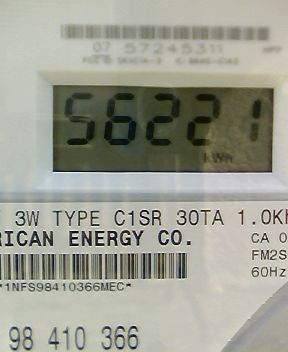 07 57245311
56221
kWh
3W TYPE C1SR 30TA 1.0K
RICAN ENERGY CO.
CA 0
FM2S
60Hz
*1NFS98410366MEC*
98 410 366